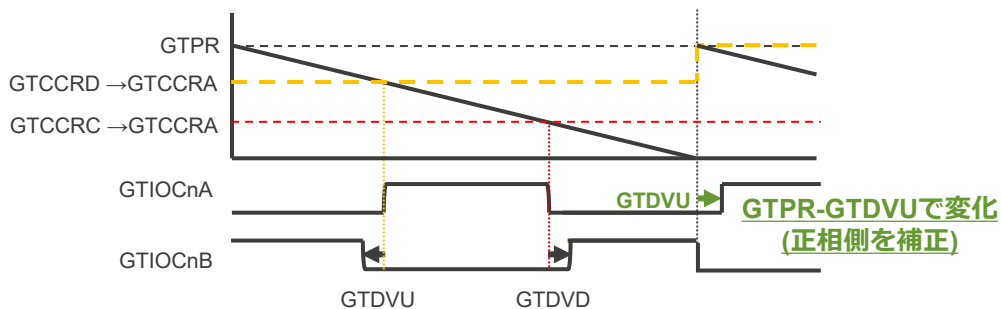 GTPR
GTCCRD →GTCCRA
GTCCRC →GTCCRA
GTIOCnA
GTDVU
GTPR-GTDVUで変化
(正相側を補正)
GTIOCnB
GTDVU
GTDVD